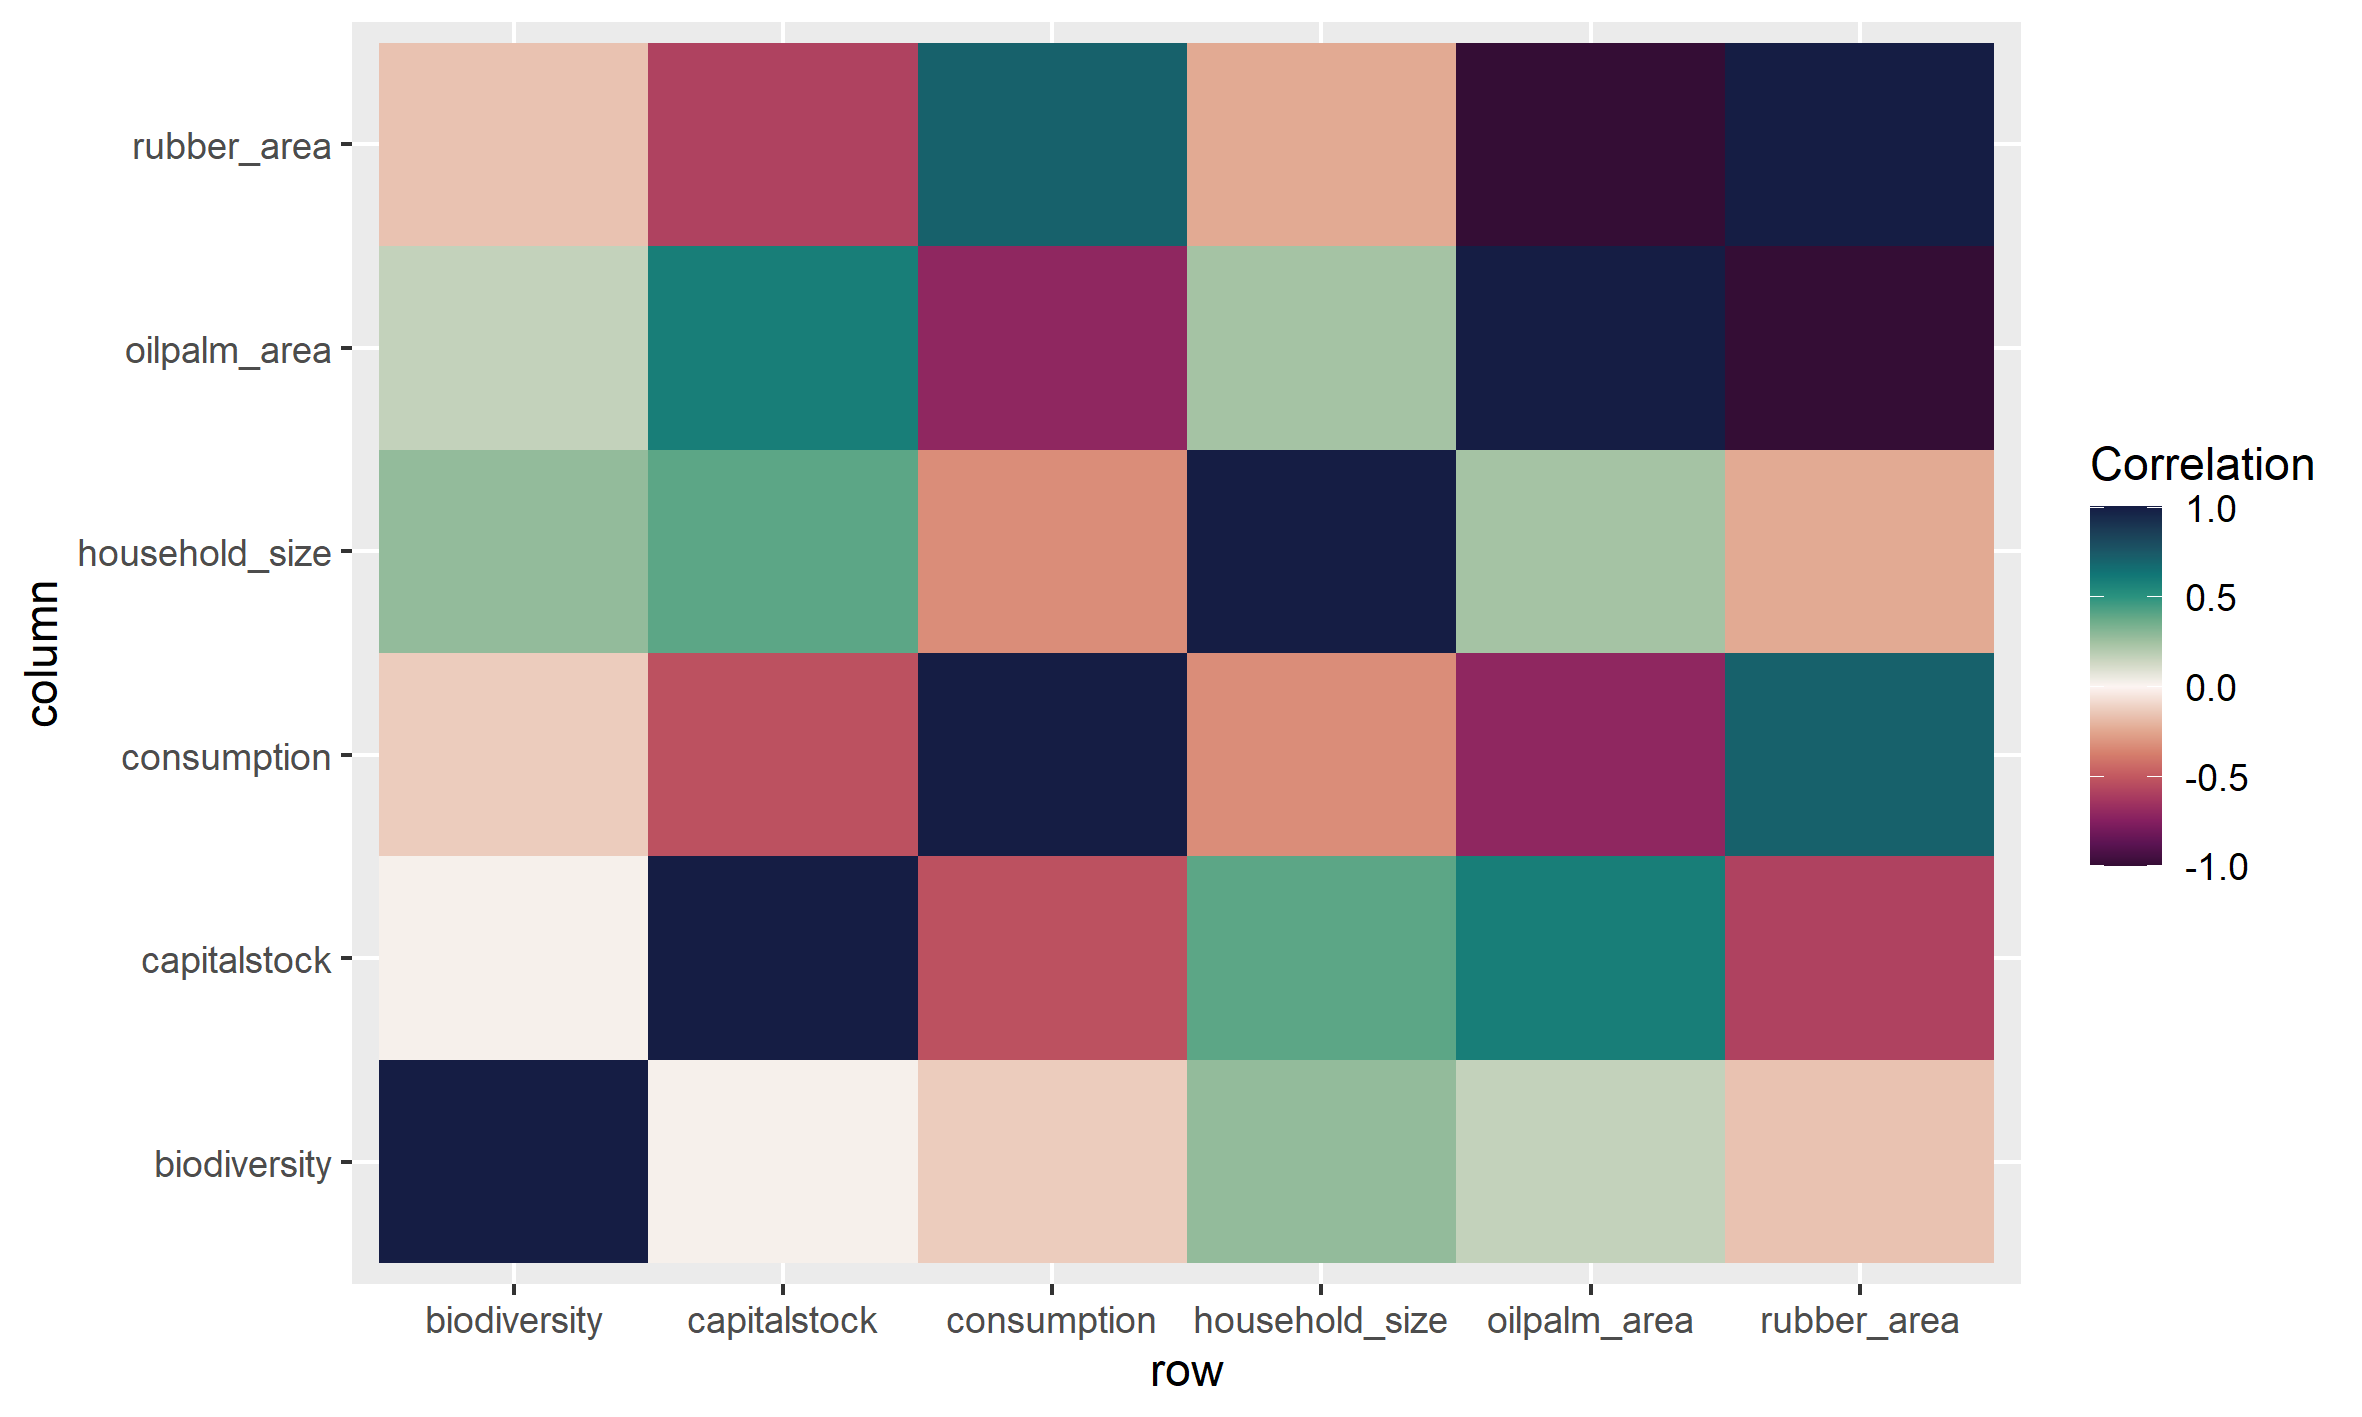 rubber_area
oilpalm_area
household_size
consumption
capitalstock
biodiversity
column
biodiversity capitalstock consumption household_size oilpalm_area rubber_area
row
Correlation
1.0
0.5
0.0
-0.5
-1.0